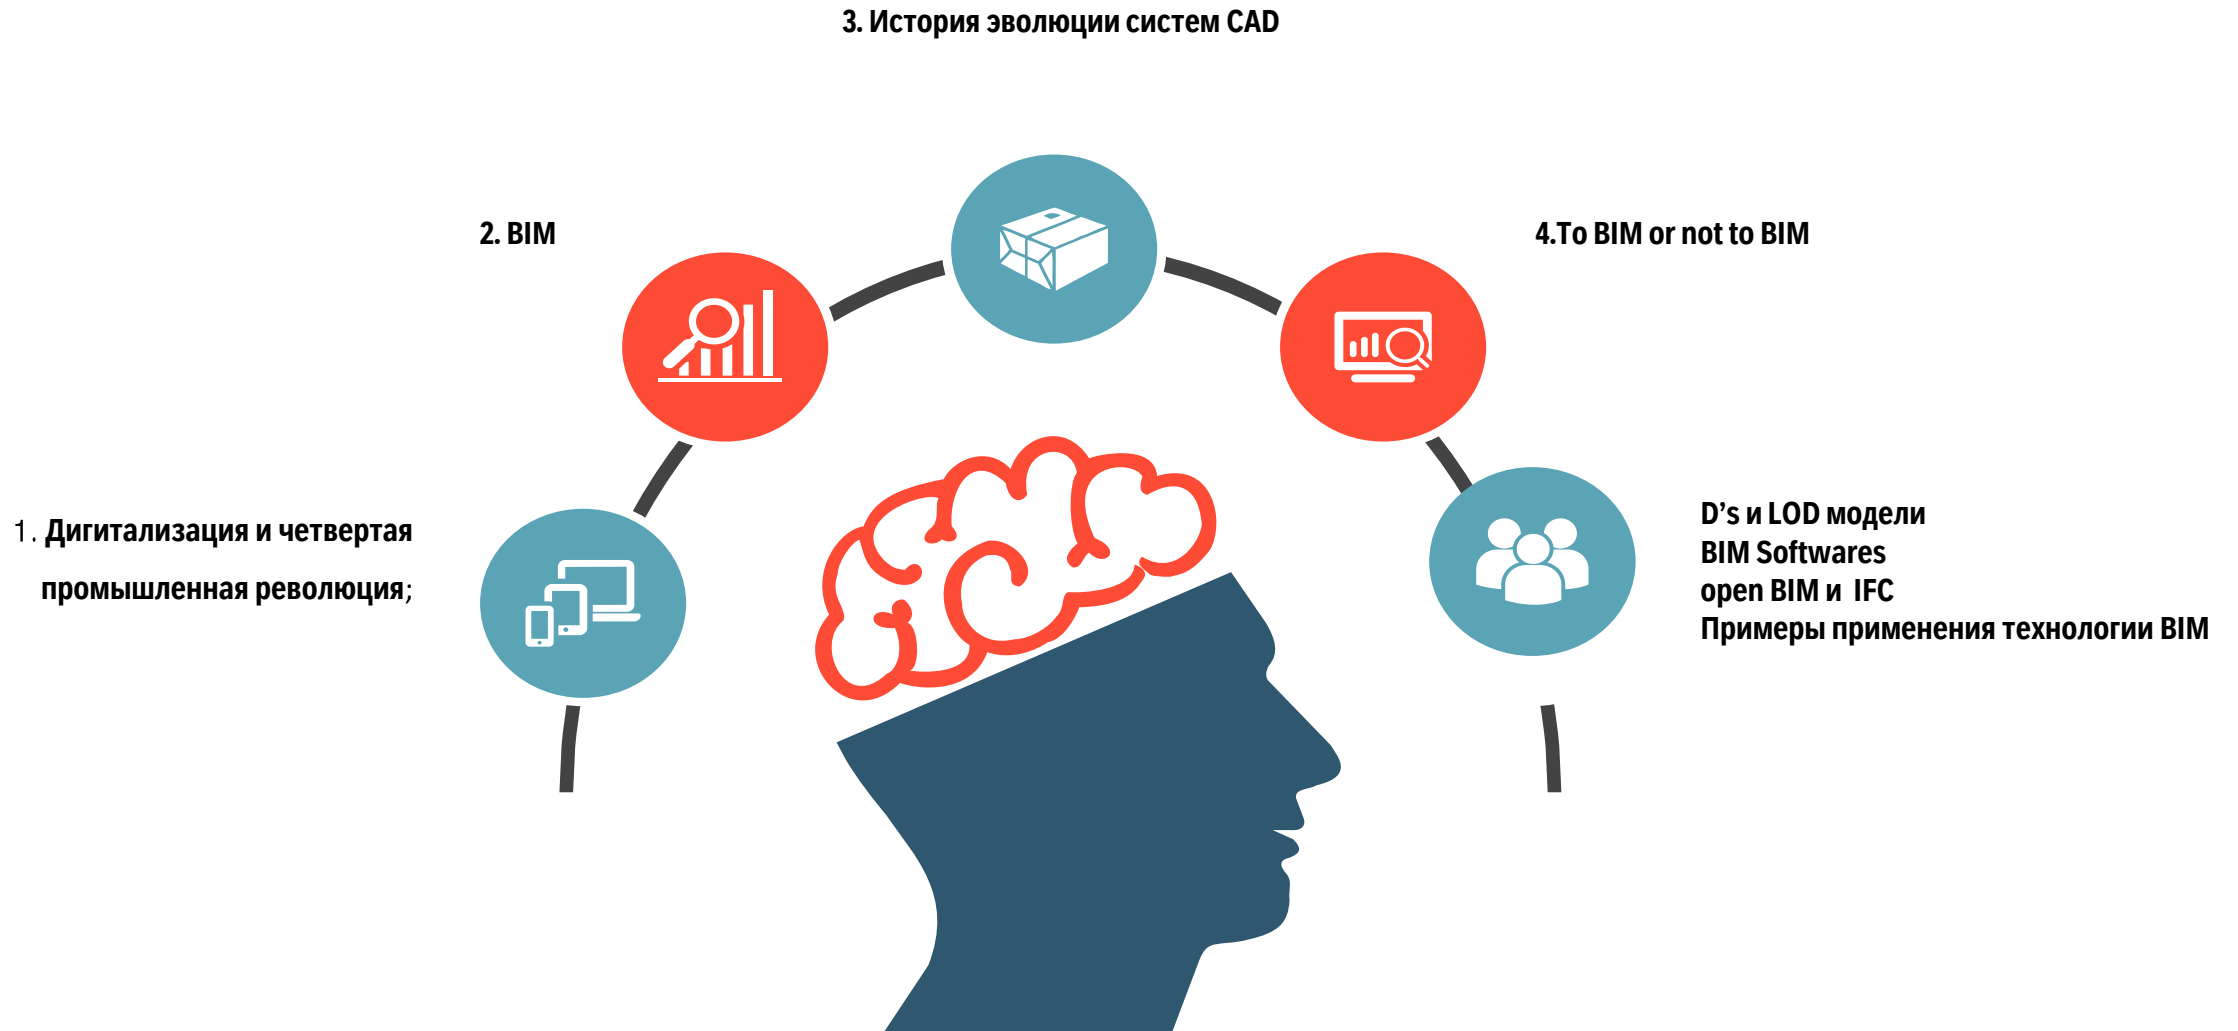 3. История эволюции систем CAD
2. BIM
4.To BIM or not to BIM
1. Дигитализация и четвертая
промышленная революция;
D’s и LOD модели
BIM Softwares
open BIM и IFC
Примеры применения технологии BIM